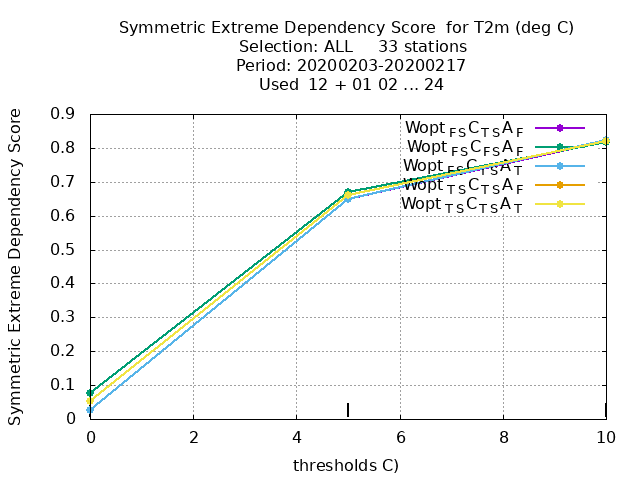 Symmetric Extreme Dependency Score  for T2m (deg C)
Selection: ALL     33 stations
Period: 20200203-20200217
Used  12 + 01 02 ... 24
Symmetric Extreme Dependency Score
0.9
0.8
0.7
0.6
0.5
0.4
0.3
0.2
0.1
0
Wopt FS C TS A F
Wopt FS C FS A F
Wopt FS C TS A T
Wopt TS C TS A F
Wopt TS C TS A T
0 2 4 6 8 10
thresholds C)